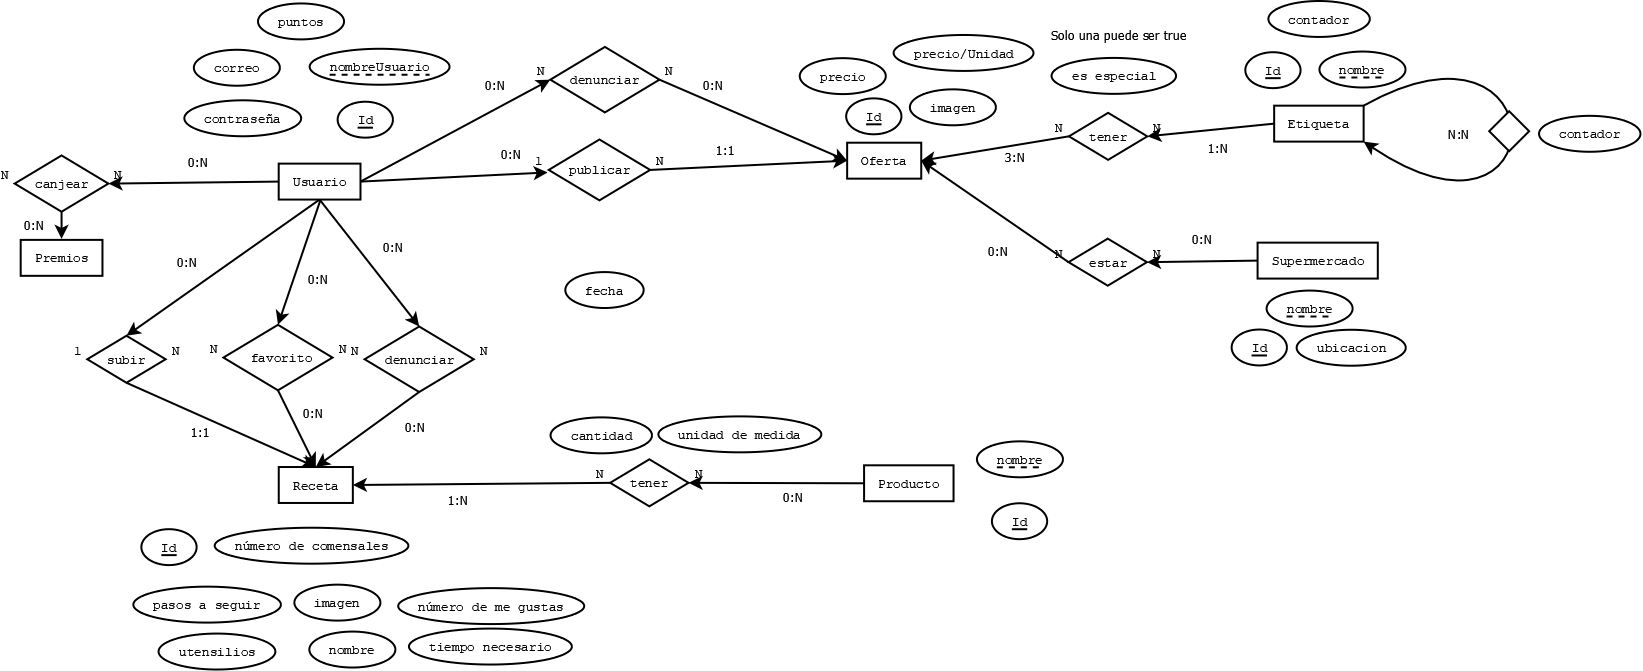 puntos
correo
nombreUsuario
contraseña
Id
denunciar
0:N
N
N
0:N
precio
precio/Unidad
Id
imagen
Solo una puede ser true
es especial
contador
Id
nombre
Etiqueta
N:N
contador
tener
N
N
3:N
1:N
Oferta
publicar
0:N
1
N
1:1
Usuario
0:N
canjear
N
N
0:N
Premios
estar
0:N
N
N
0:N
Supermercado
nombre
Id
ubicacion
0:N
0:N
0:N
fecha
subir
1
N
favorito
N
N
denunciar
N
N
1:1
0:N
0:N
cantidad
unidad de medida
Receta
1:N
N
tener
N
0:N
Producto
nombre
Id
Id
número de comensales
pasos a seguir
imagen
número de me gustas
utensilios
nombre
tiempo necesario